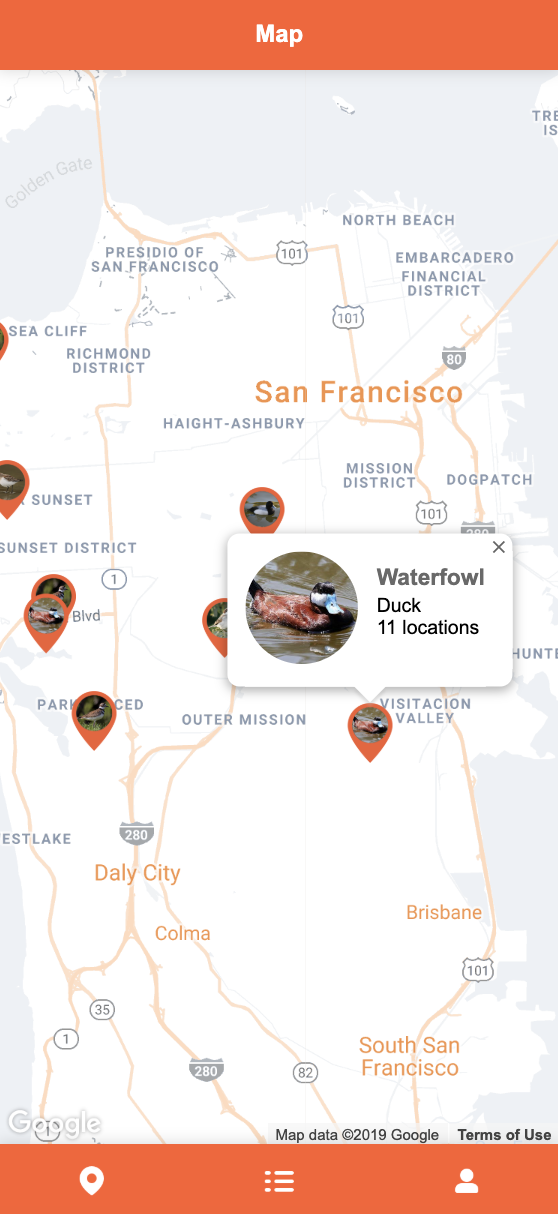 Map
TRE
IS
Golden Gate
NORTH BEACH
101
PRESIDIO OF
SAN FRANCISCO
EMBARCADERO
FINANCIAL
DISTRICT
101
SEA CLIFF
RICHMOND
DISTRICT
80
San Francisco
HAIGHT-ASHBURY
MISSION
DISTRICT
DOGPATCH
SUNSET
101
280
SUNSET DISTRICT
1
Waterfowl
Duck
11 locations
Blvd
HUNTE
PARK CED
OUTER MISSION
VISITACION
VALLEY
280
ESTLAKE
Daly City
Brisbane
Colma
101
35
1
South San
Francisco
280
82
1
Google
Map data ©2019 Google Terms of Use